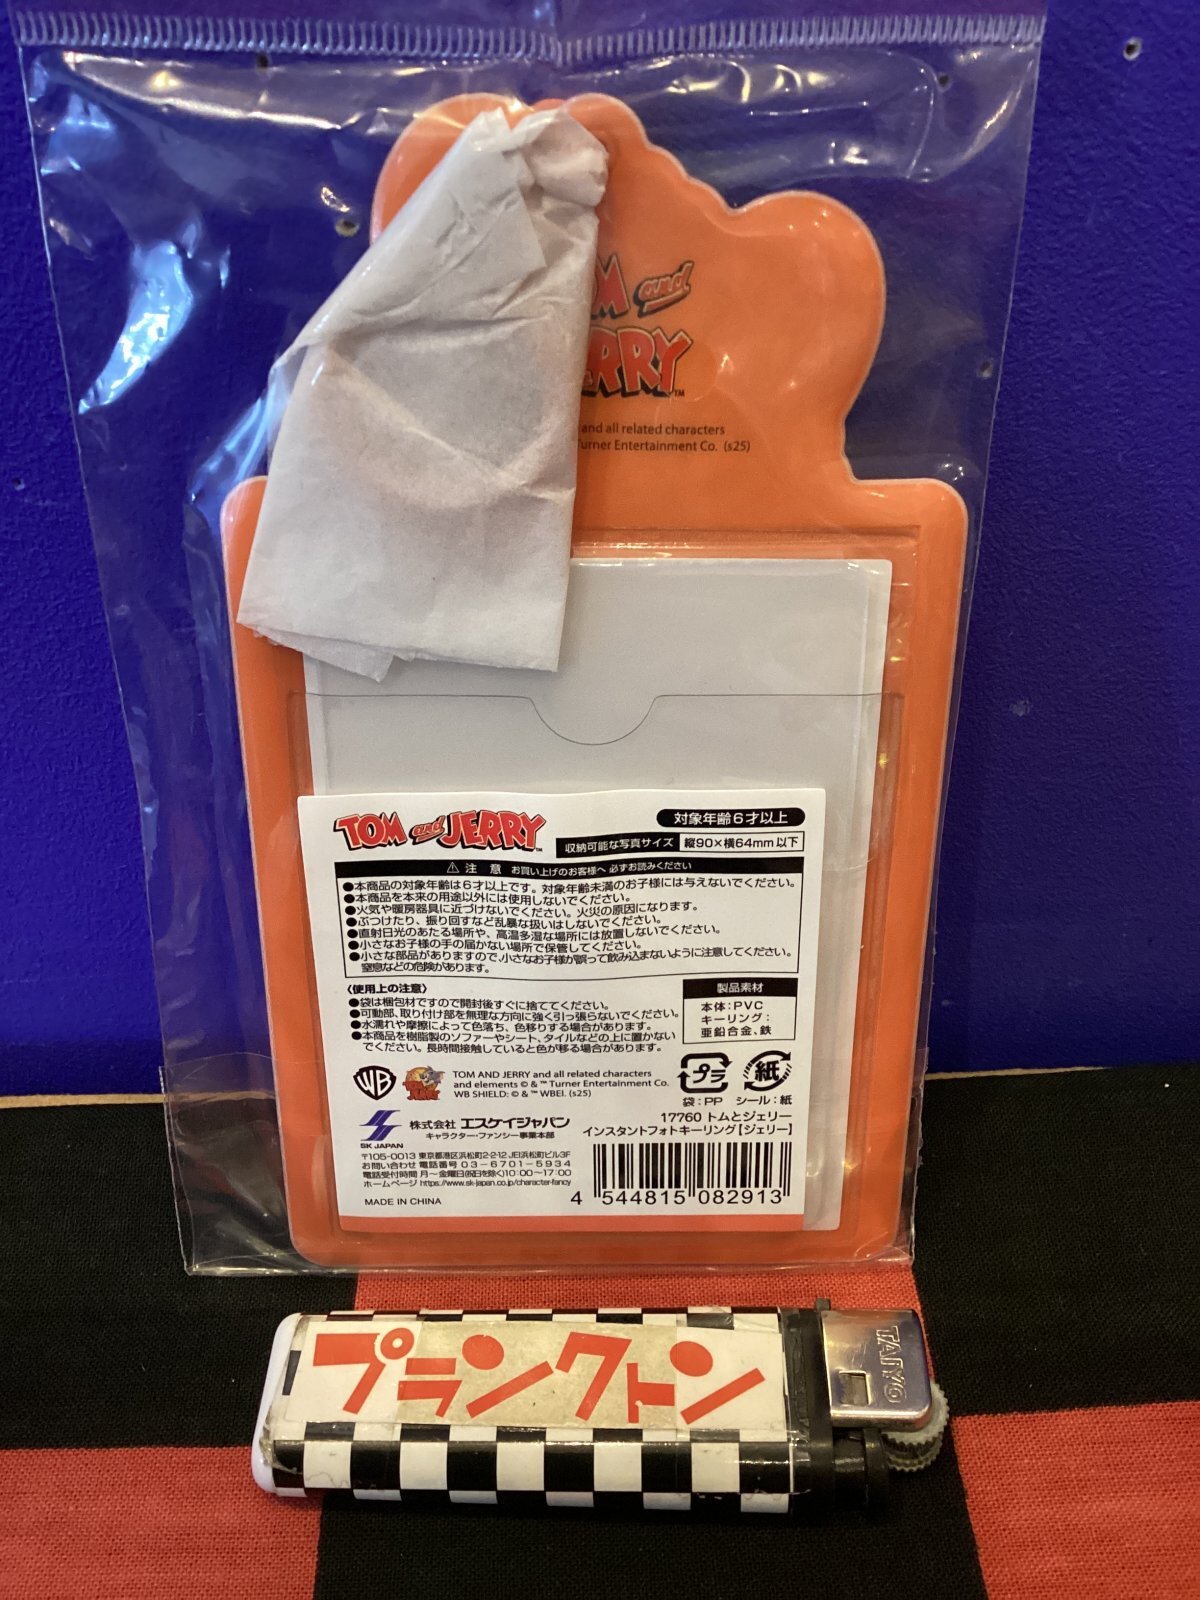 and
RRY
TM
and all related characters
Turner Entertainment Co. (s25)
TOM and JERRY
対象年齢6才以上
収納可能な写真サイズ 縦90×横64mm以下
⚠注 意 お買い上げのお客様へ 必ずお読みください
●本商品の対象年齢は6才以上です。対象年齢未満のお子様には与えないでください。
●本商品を本来の用途以外には使用しないでください。
●火気や暖房器具に近づけないでください。火災の原因になります。
●ぶつけたり、振り回すなど乱暴な扱いはしないでください。
●直射日光のあたる場所や、高温多湿な場所には放置しないでください。
●小さなお子様の手の届かない場所で保管してください。
●小さな部品がありますので、小さなお子様が誤って飲み込まないように注意してください。
窒息などの危険があります。
〈使用上の注意〉
●袋は梱包材ですので開封後すぐに捨ててください。
●可動部、取り付け部を無理な方向に強く引っ張らないでください。
●水濡れや摩擦によって色落ち、色移りする場合があります。
●本商品を樹脂製のソファーやシート、タイルなどの上に置かない
でください。長時間接触していると色が移る場合があります。
製品素材
本体:PVC
キーリング:
亜鉛合金、鉄
WB
TOM AND JERRY and all related characters
and elements © & ™ Turner Entertainment Co.
WB SHIELD: © & ™ WBEI. (s25)
プラ
袋:PP
紙
シール:紙
SK JAPAN
株式会社 エスケイジャパン
キャラクター・ファンシー事業本部
17760 トムとジェリー
インスタントフォトキーリング【ジェリー】
〒105-0013 東京都港区浜松町2-2-12 JEI浜松町ビル3F
お問い合わせ 電話番号 03-6701-5934
電話受付時間 月～金曜日(祝日を除く)10:00～17:00
ホームページ https://www.sk-japan.co.jp/character-fancy
MADE IN CHINA
4 544815 082913
プランクトン
TAIYO